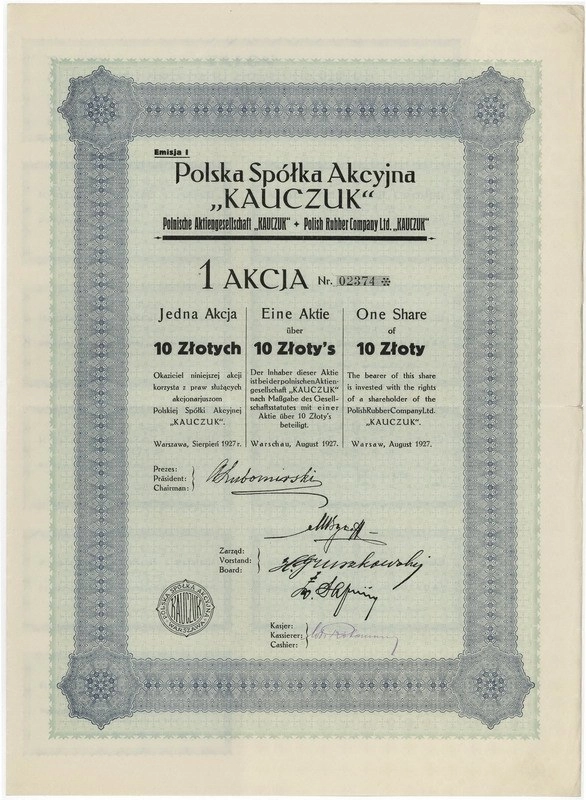 Emisja I
Polska Spółka Akcyjna
„KAUCZUK“
Polnische Aktiengesellschaft „KAUCZUK“ + Polish Rubber Company Ltd. „KAUCZUK“
1 AKCJA Nr. 02374
Jedna Akcja
10 Złotych
Okaziciel niniejszej akcji
korzysta z praw służących
akcjonarjuszom
Polskiej Spółki Akcyjnej
„KAUCZUK“.
Warszawa, Sierpień 1927 r.
Eine Aktie
über
10 Złoty's
Der Inhaber dieser Aktie
ist bei der polnischen Aktien-
gesellschaft „KAUCZUK“
nach Maßgabe des Gesell-
schaftsstatutes mit einer
Aktie über 10 Złoty's
beteiligt.
Warschau, August 1927.
One Share
of
10 Złoty
The bearer of this share
is invested with the rights
of a shareholder of the
Polish Rubber Company Ltd.
„KAUCZUK“.
Warsaw, August 1927.
Prezes:
Präsident:
Chairman:
Lubomirski
Zarząd:
Vorstand:
Board:
Kasjer:
Kassierer:
Cashier:
POLSKA SPÓŁKA AKCYJNA
KAUCZUK
WARSZAWA